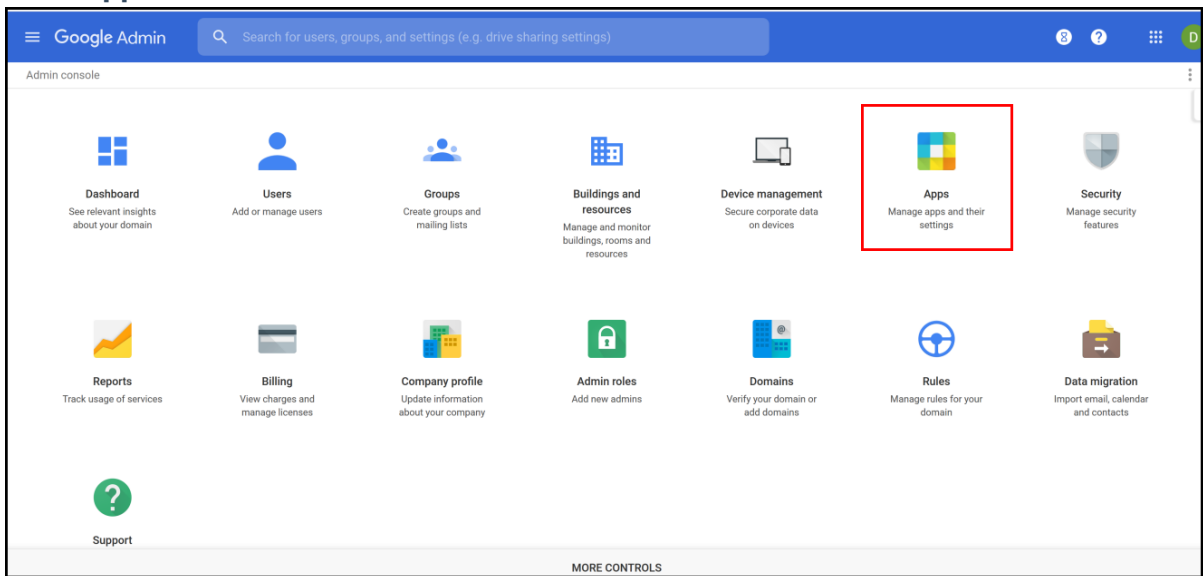 Google Admin
Search for users, groups, and settings (e.g. drive sharing settings)
8
?
D
Admin console
Dashboard
See relevant insights
about your domain
Users
Add or manage users
Groups
Create groups and
mailing lists
Buildings and
resources
Manage and monitor
buildings, rooms and
resources
Device management
Secure corporate data
on devices
Apps
Manage apps and their
settings
Security
Manage security
features
Reports
Track usage of services
Billing
View charges and
manage licenses
Company profile
Update information
about your company
Admin roles
Add new admins
Domains
Verify your domain or
add domains
Rules
Manage rules for your
domain
Data migration
Import email, calendar
and contacts
?
Support
MORE CONTROLS